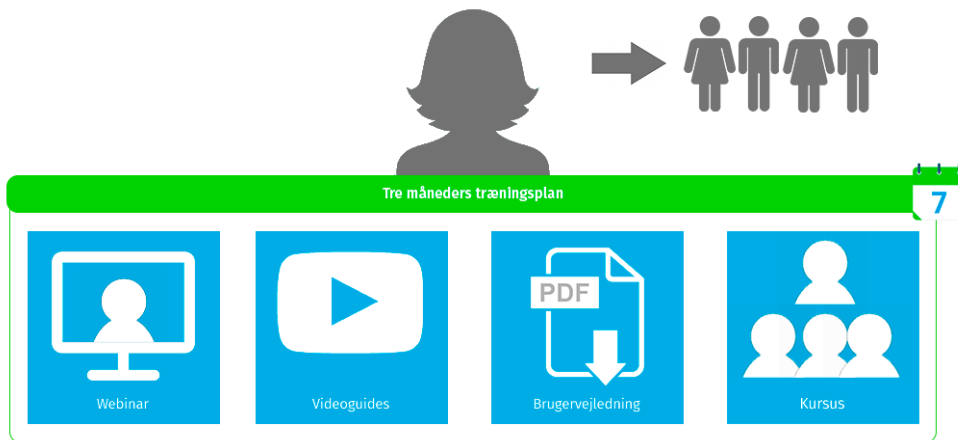 Tre måneders træningsplan
7
Webinar
Videoguides
PDF
Brugervejledning
Kursus